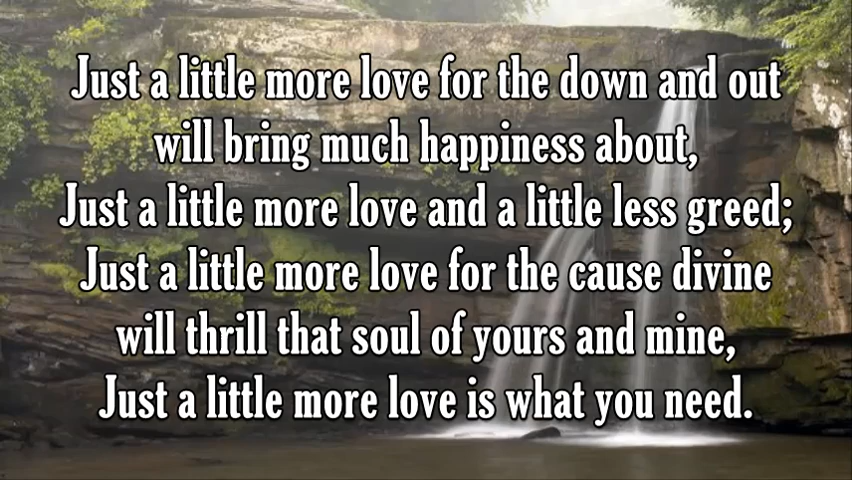 Just a little more love for the down and out
will bring much happiness about,
Just a little more love and a little less greed;
Just a little more love for the cause divine
will thrill that soul of yours and mine,
Just a little more love is what you need.